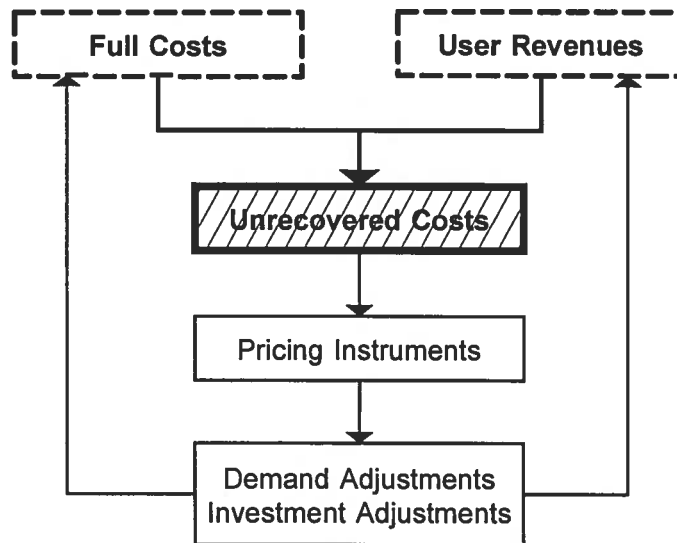 Full Costs
User Revenues
Unrecovered Costs
Pricing Instruments
Demand Adjustments
Investment Adjustments